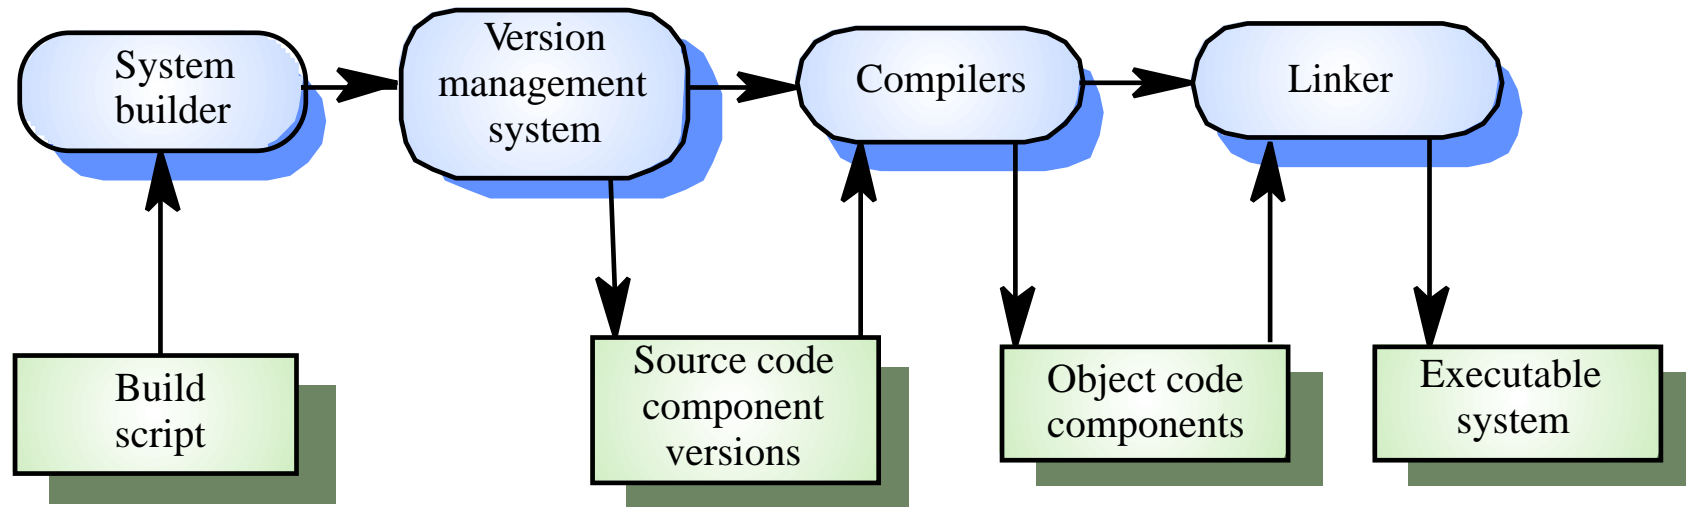 System
builder
Version
management
system
Compilers
Linker
Build
script
Source code
component
versions
Object code
components
Executable
system